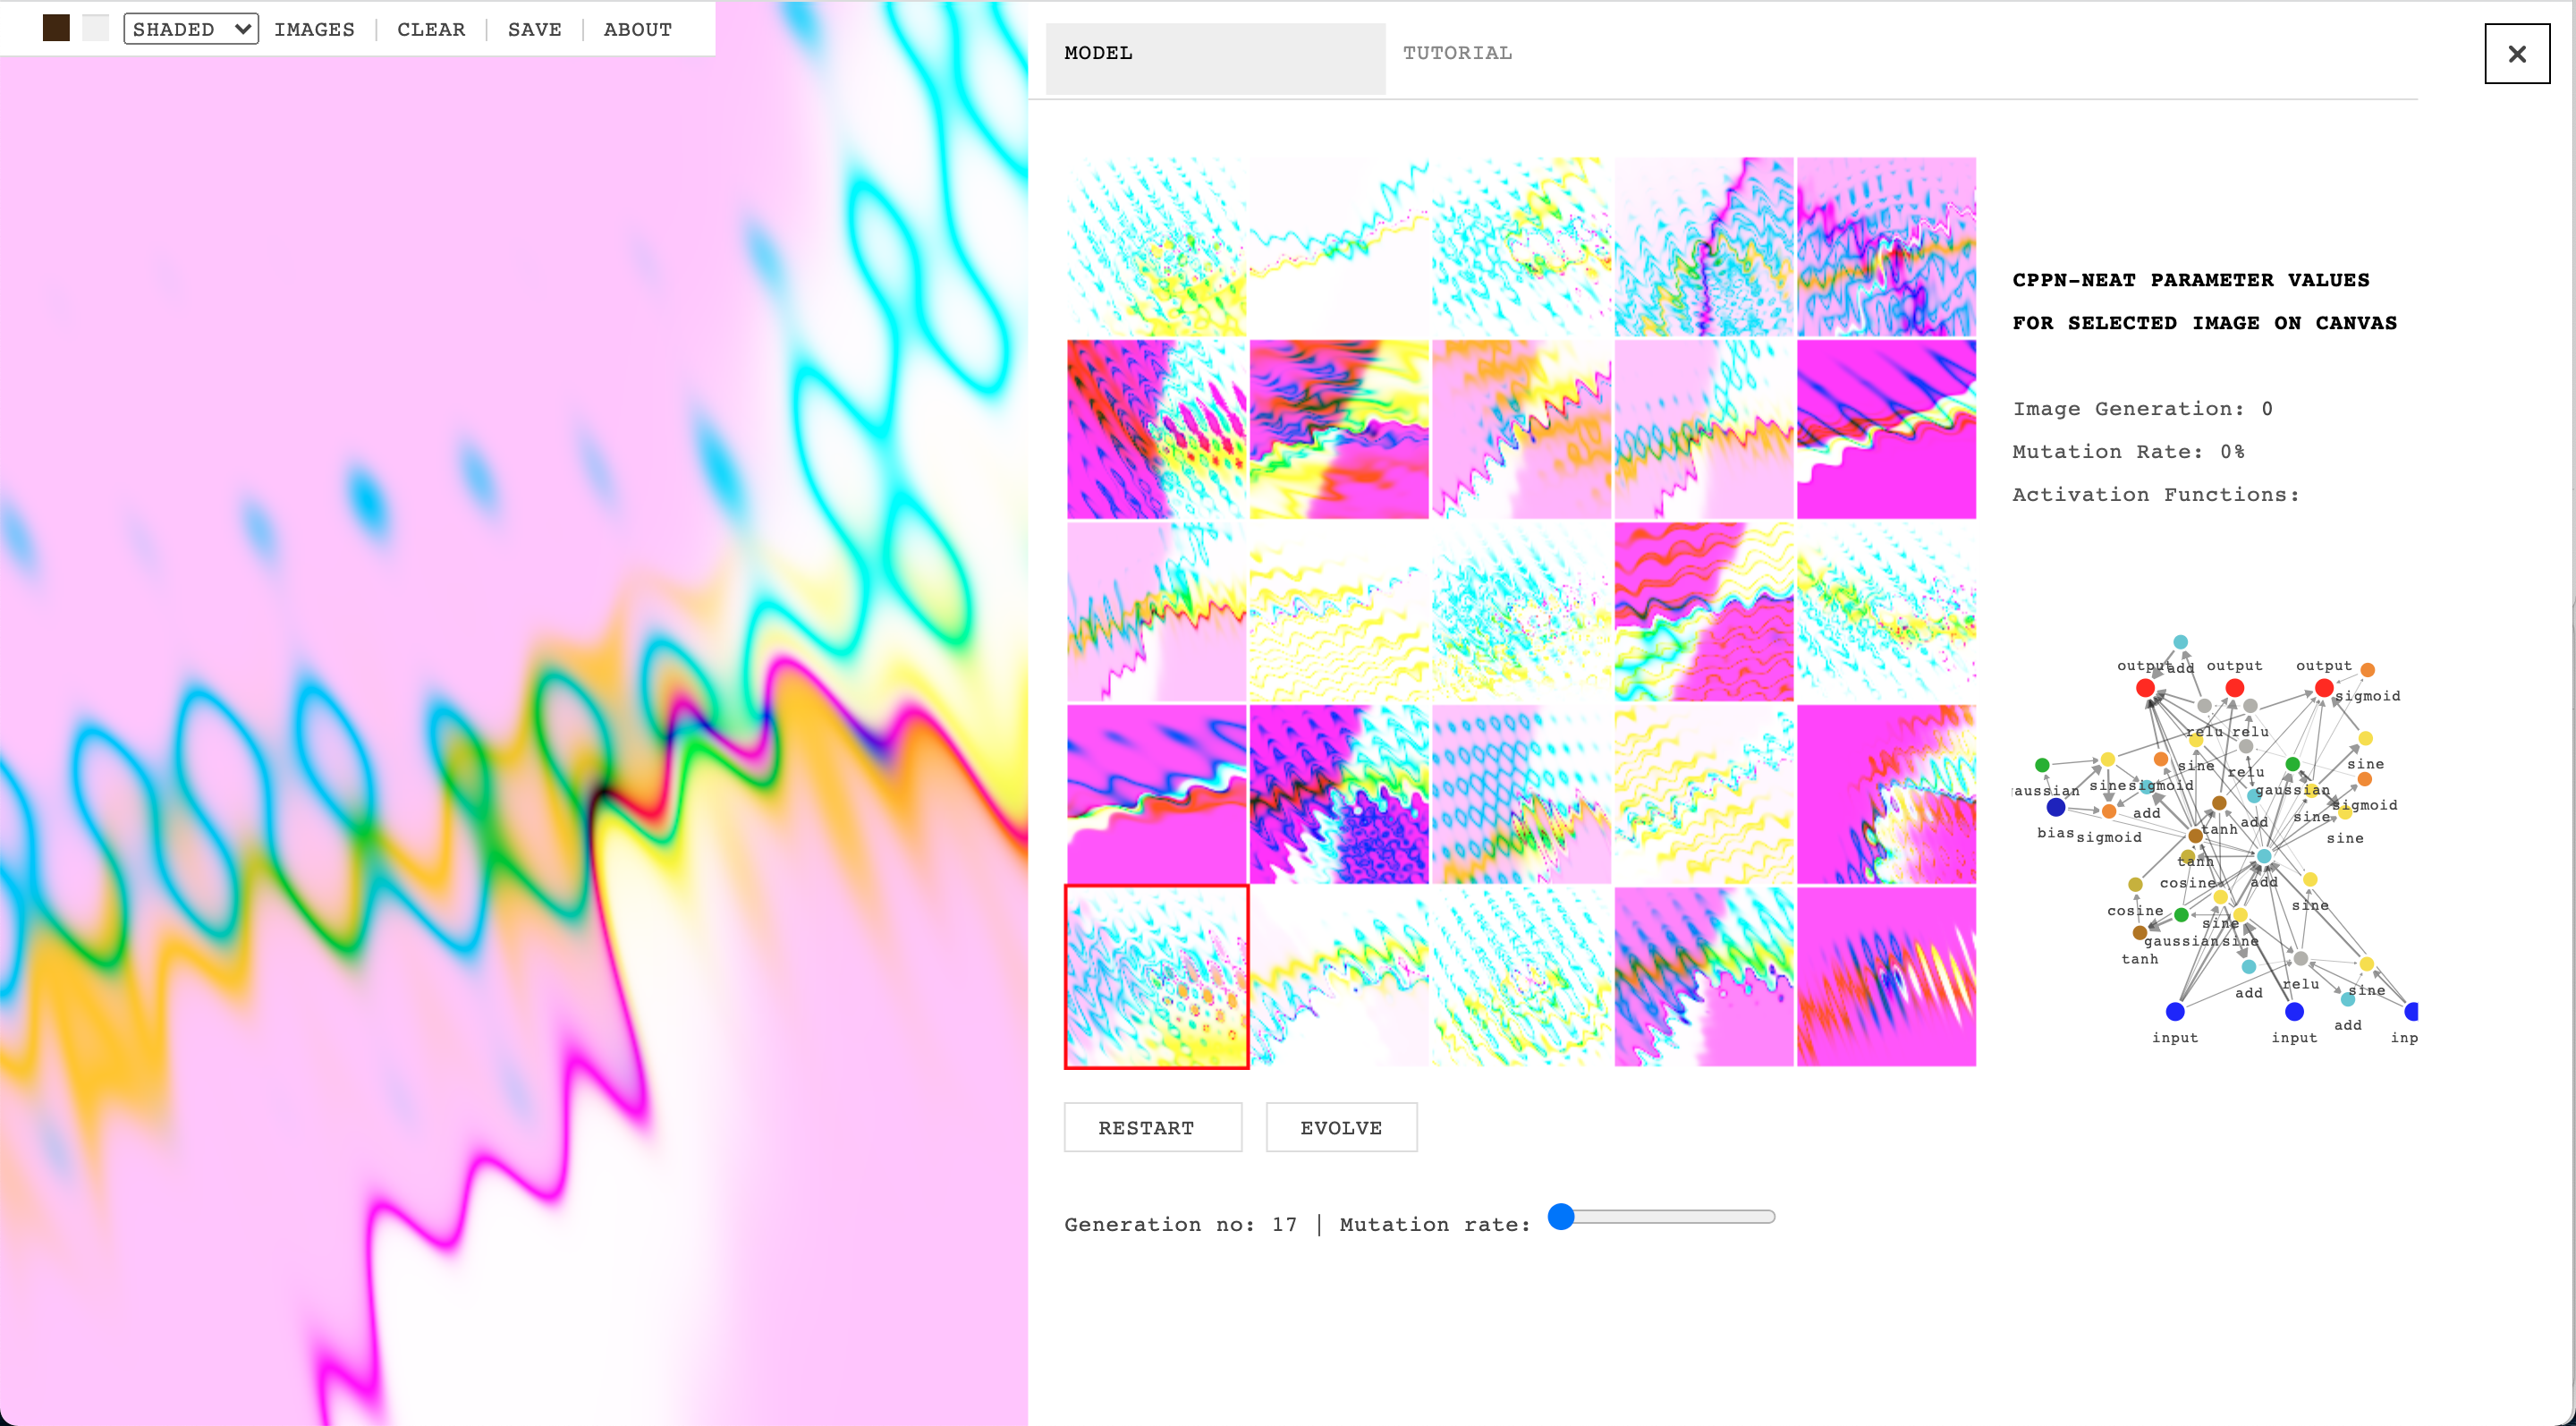 SHADED IMAGES | CLEAR | SAVE | ABOUT
MODEL
TUTORIAL
CPPN-NEAT PARAMETER VALUES
FOR SELECTED IMAGE ON CANVAS
Image Generation: 0
Mutation Rate: 0%
Activation Functions:
output add output output
sigmoid
relu relu
sine relu sine
aussian sine sigmoid gaussian
sigmoid
add add sine
bias sigmoid tanh sine
tanh
cosine add
cosine sine
sine
gaussian sine
tanh
relu sine
add
add
input input inp
RESTART
EVOLVE
Generation no: 17 | Mutation rate: